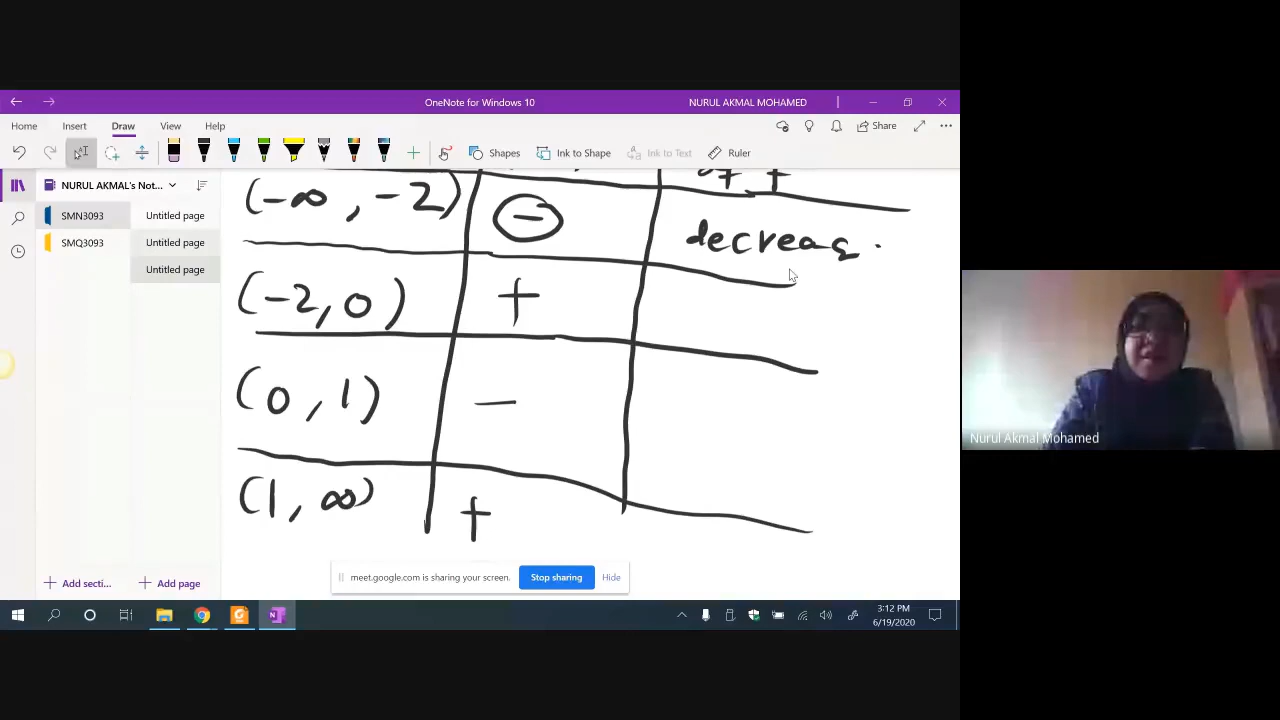 OneNote for Windows 10
NURUL AKMAL MOHAMED
Home Insert Draw View Help
Share
Shapes
Ink to Shape
Ink to Text
Ruler
NURUL AKMAL's Not...
SMN3093
SMQ3093
Untitled page
Untitled page
Untitled page
of f
(-∞, -2) − decreas.
(-2, 0) +
(0, 1) −
(1, ∞) +
Add secti...
Add page
meet.google.com is sharing your screen.
Stop sharing
Hide
3:12 PM
6/19/2020
Nurul Akmal Mohamed